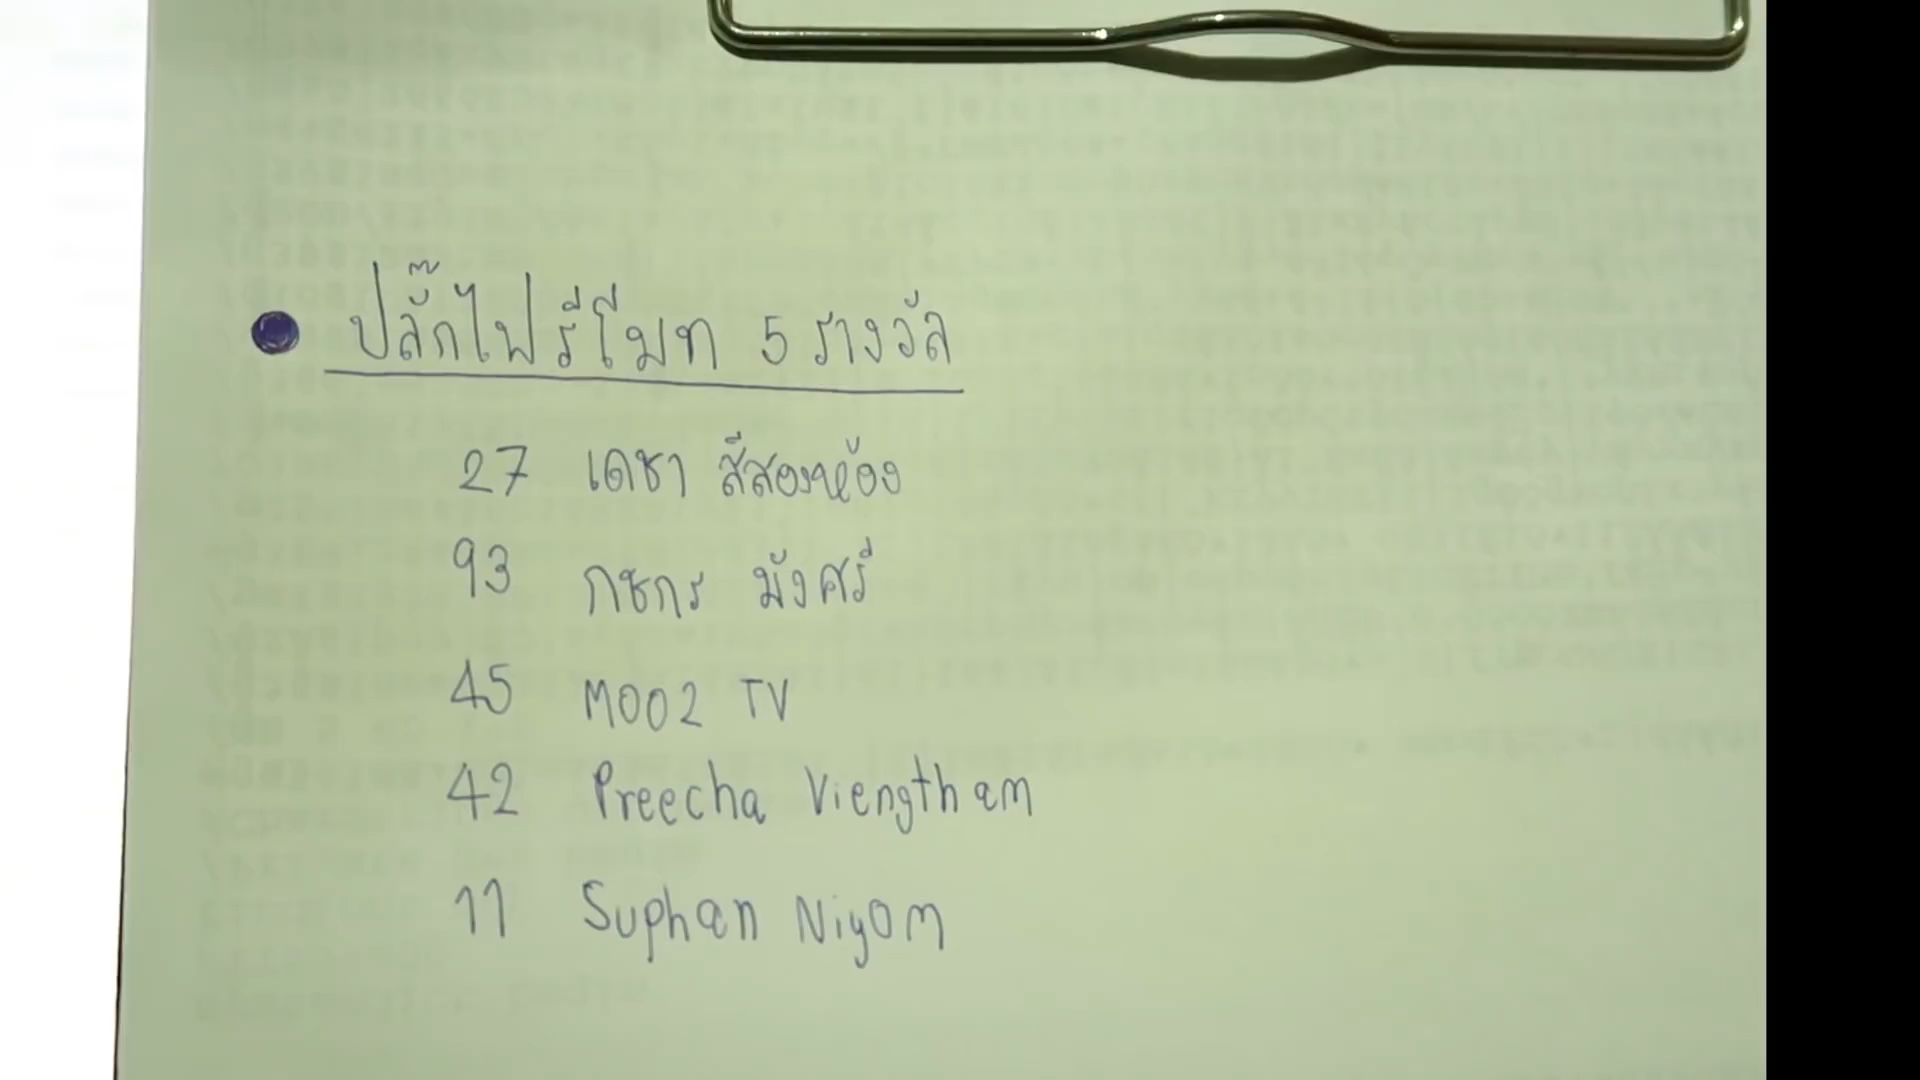 ปลั๊กไฟรีโมท 5 รางวัล
27 เดชา สีสองห้อง
93 กชกร มังศรี
45 M002 TV
42 Preecha Viengtham
11 Suphan Niyom